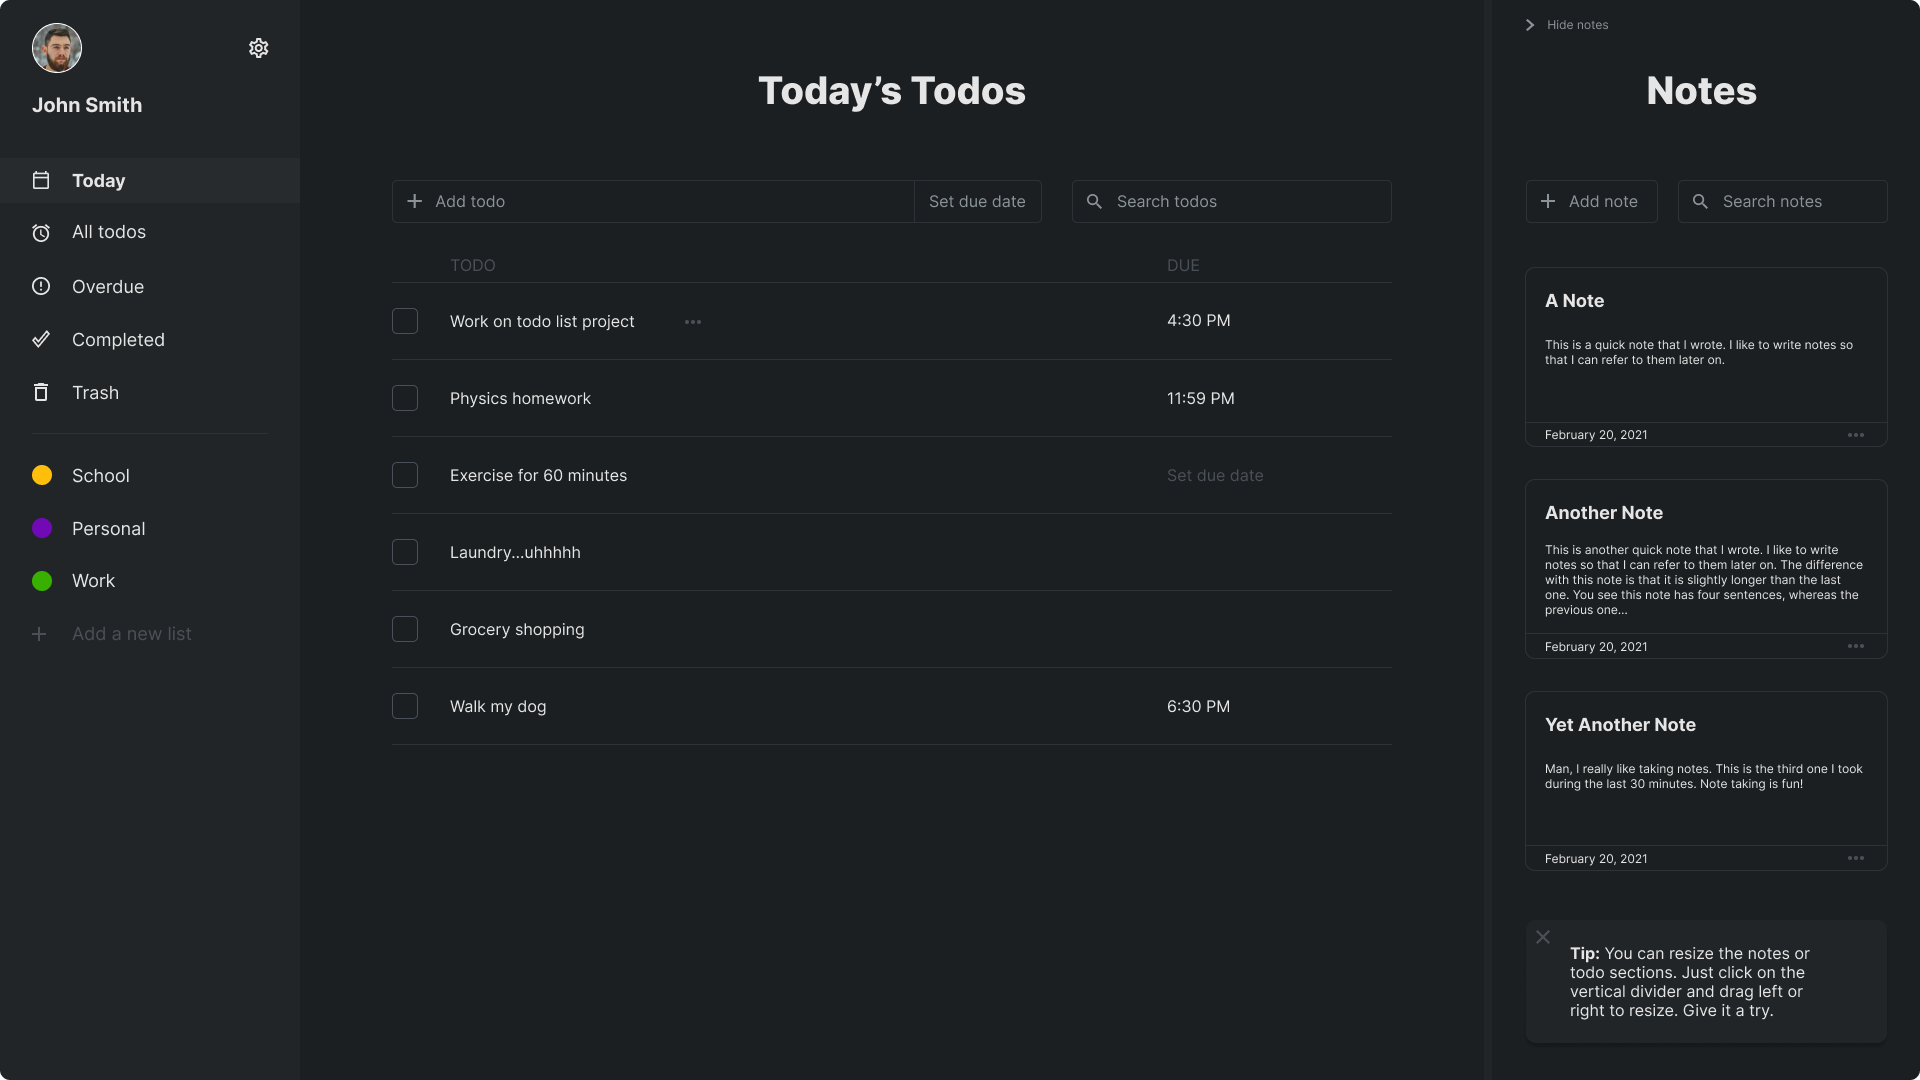 John Smith
Today
All todos
Overdue
Completed
Trash
School
Personal
Work
Add a new list
Today’s Todos
Add todo
Set due date
Search todos
TODO
DUE
Work on todo list project
4:30 PM
Physics homework
11:59 PM
Exercise for 60 minutes
Set due date
Laundry...uhhhhh
Grocery shopping
Walk my dog
6:30 PM
Hide notes
Notes
Add note
Search notes
A Note
This is a quick note that I wrote. I like to write notes so
that I can refer to them later on.
February 20, 2021
Another Note
This is another quick note that I wrote. I like to write
notes so that I can refer to them later on. The difference
with this note is that it is slightly longer than the last
one. You see this note has four sentences, whereas the
previous one...
February 20, 2021
Yet Another Note
Man, I really like taking notes. This is the third one I took
during the last 30 minutes. Note taking is fun!
February 20, 2021
Tip: You can resize the notes or
todo sections. Just click on the
vertical divider and drag left or
right to resize. Give it a try.